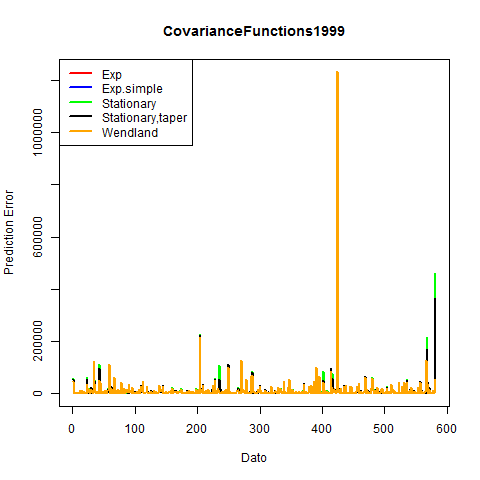 CovarianceFunctions1999
Exp
Exp.simple
Stationary
Stationary,taper
Wendland
Prediction Error
0
200000
600000
1000000
0 100 200 300 400 500 600
Dato